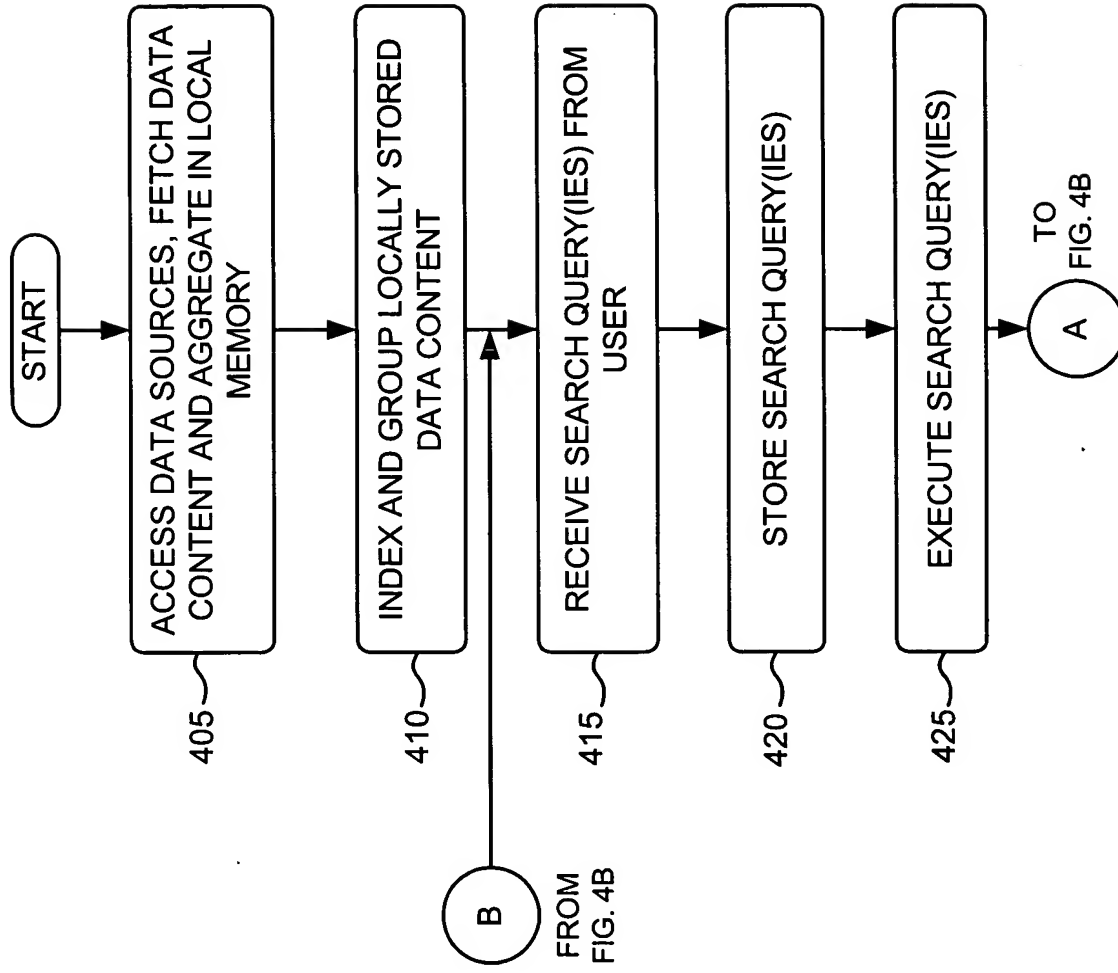 START
ACCESS DATA SOURCES, FETCH DATA
CONTENT AND AGGREGATE IN LOCAL
MEMORY
405
INDEX AND GROUP LOCALLY STORED
DATA CONTENT
410
B
FROM
FIG. 4B
RECEIVE SEARCH QUERY(IES) FROM
USER
415
STORE SEARCH QUERY(IES)
420
EXECUTE SEARCH QUERY(IES)
425
A
TO
FIG. 4B